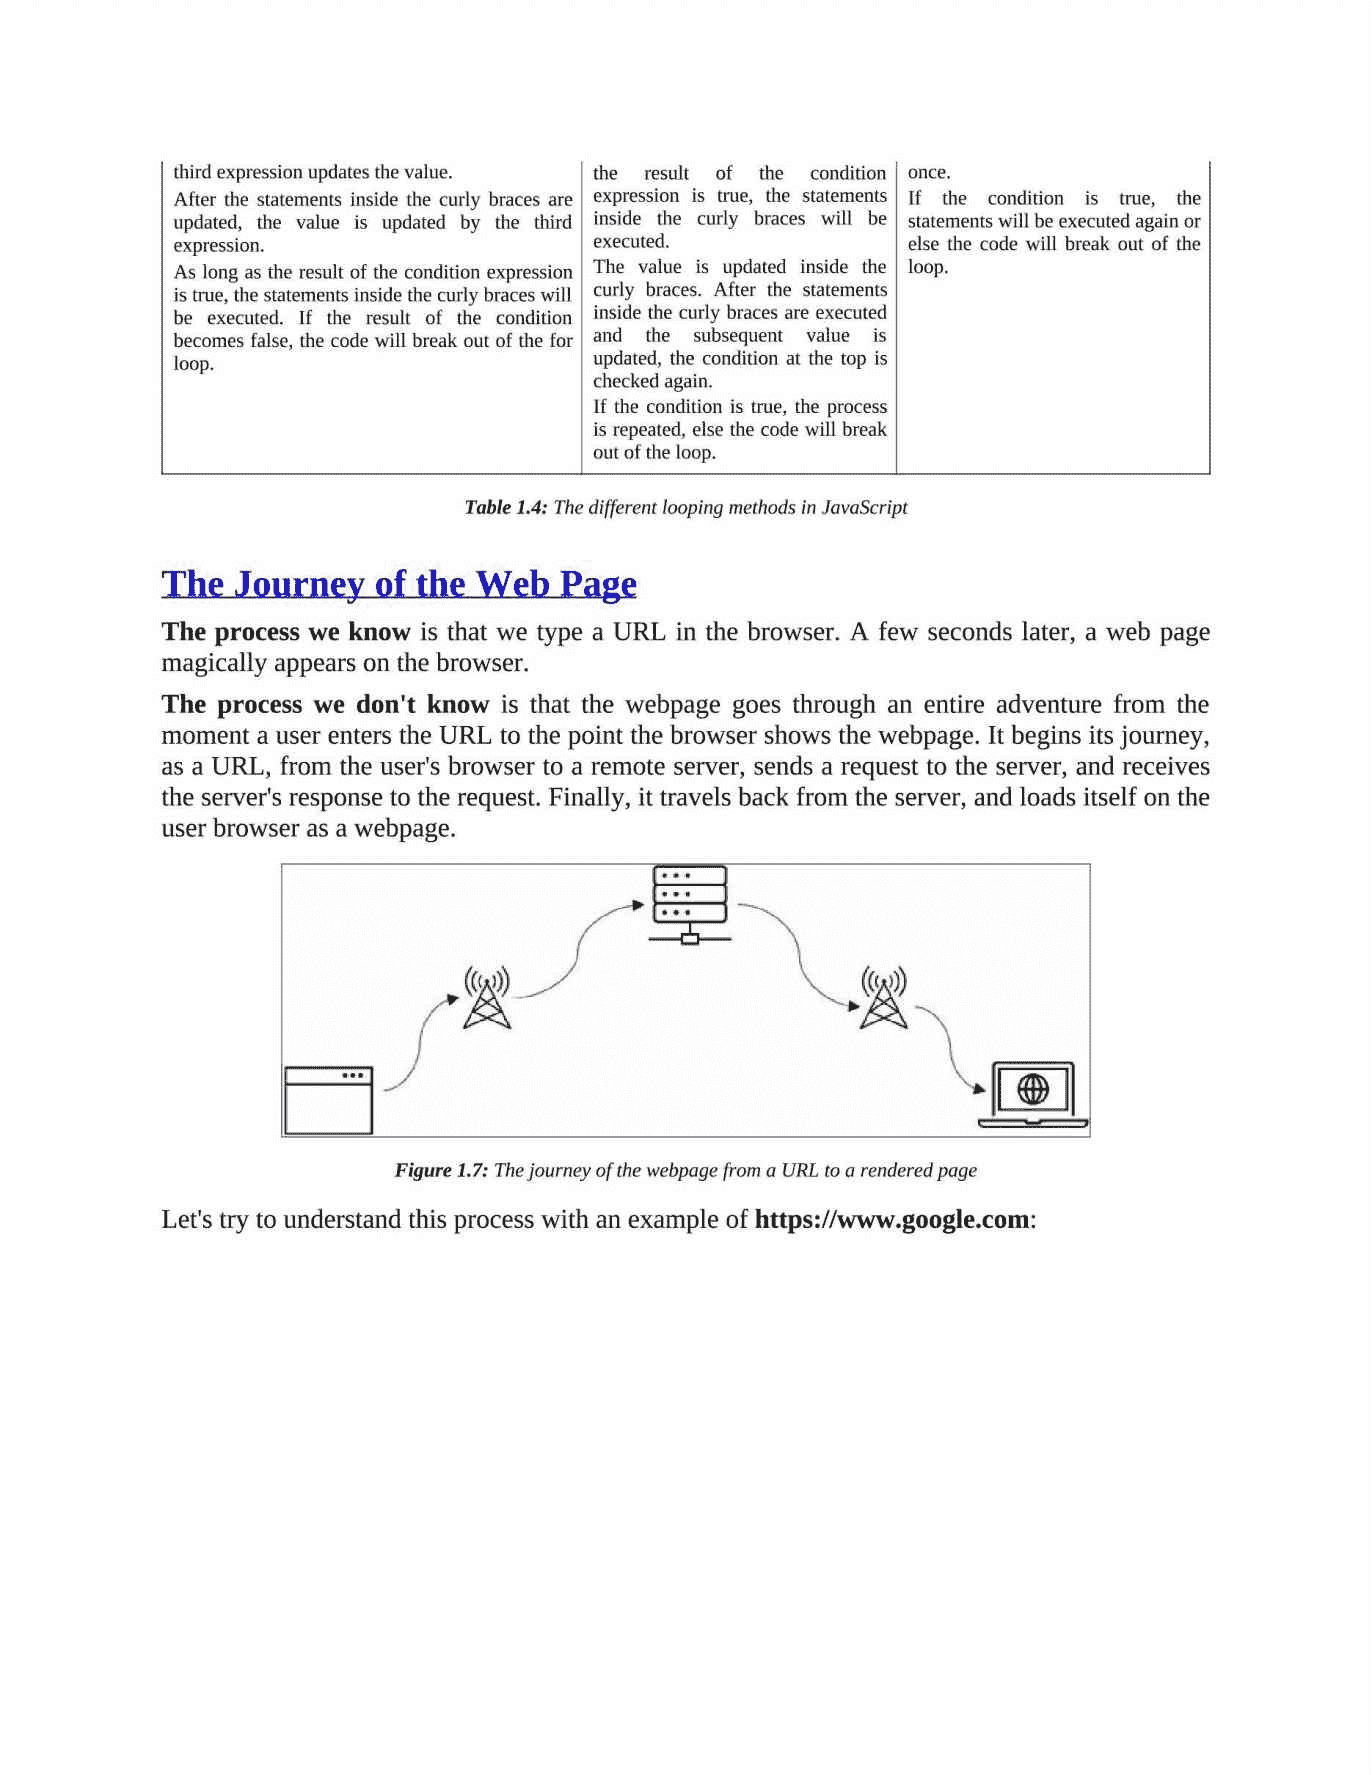 third expression updates the value.
After the statements inside the curly braces are
updated, the value is updated by the third
expression.
As long as the result of the condition expression
is true, the statements inside the curly braces will
be executed. If the result of the condition
becomes false, the code will break out of the for
loop.
the result of the condition
expression is true, the statements
inside the curly braces will be
executed.
The value is updated inside the
curly braces. After the statements
inside the curly braces are executed
and the subsequent value is
updated, the condition at the top is
checked again.
If the condition is true, the process
is repeated, else the code will break
out of the loop.
once.
If the condition is true, the
statements will be executed again or
else the code will break out of the
loop.
Table 1.4: The different looping methods in JavaScript
The Journey of the Web Page
The process we know is that we type a URL in the browser. A few seconds later, a web page
magically appears on the browser.
The process we don't know is that the webpage goes through an entire adventure from the
moment a user enters the URL to the point the browser shows the webpage. It begins its journey,
as a URL, from the user's browser to a remote server, sends a request to the server, and receives
the server's response to the request. Finally, it travels back from the server, and loads itself on the
user browser as a webpage.
Figure 1.7: The journey of the webpage from a URL to a rendered page
Let's try to understand this process with an example of https://www.google.com: